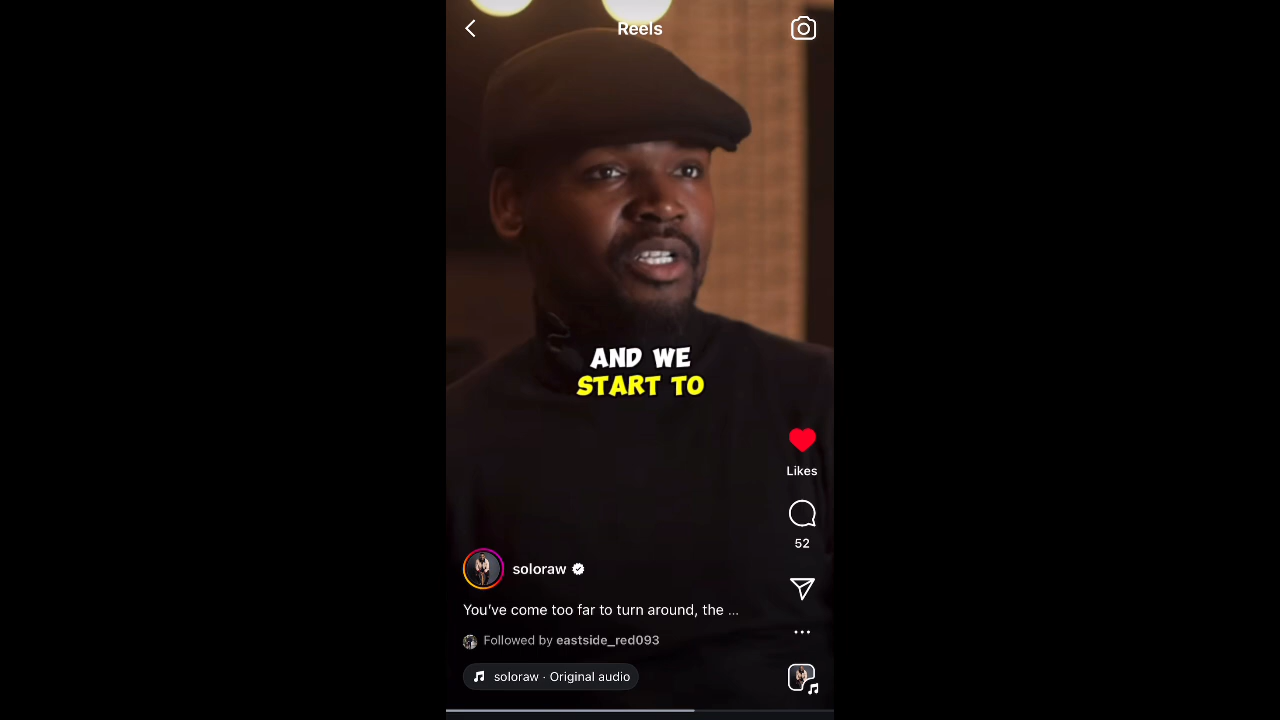 Reels
AND WE
START TO
Likes
52
soloraw
You've come too far to turn around, the ...
Followed by eastside_red093
soloraw · Original audio